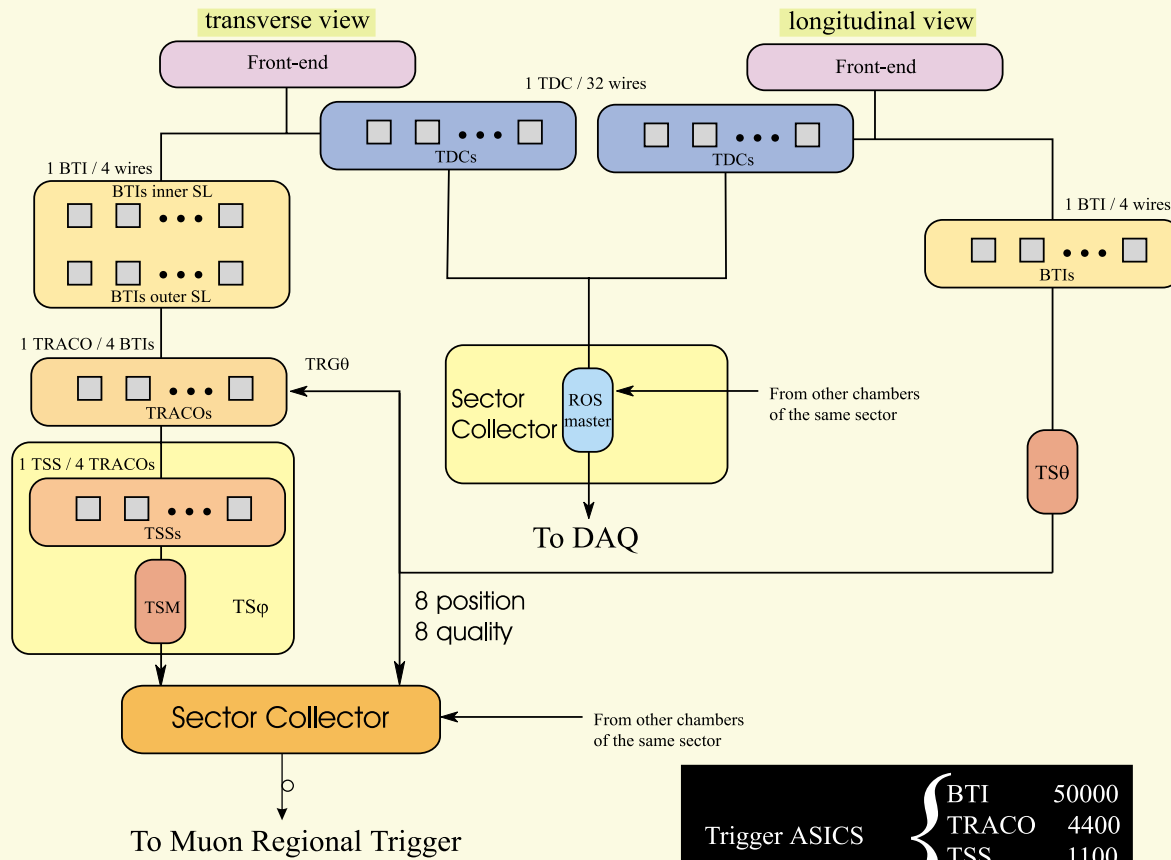 transverse view
longitudinal view
Front-end
Front-end
1 TDC / 32 wires
TDCs
TDCs
1 BTI / 4 wires
BTIs inner SL
BTIs outer SL
1 BTI / 4 wires
BTIs
1 TRACO / 4 BTIs
TRGθ
TRACOs
Sector
Collector
ROS
master
From other chambers
of the same sector
1 TSS / 4 TRACOs
TSSs
TSθ
To DAQ
TSM
TSφ
8 position
8 quality
Sector Collector
From other chambers
of the same sector
To Muon Regional Trigger
Trigger ASICS
BTI 50000
TRACO 4400
TSS 1100